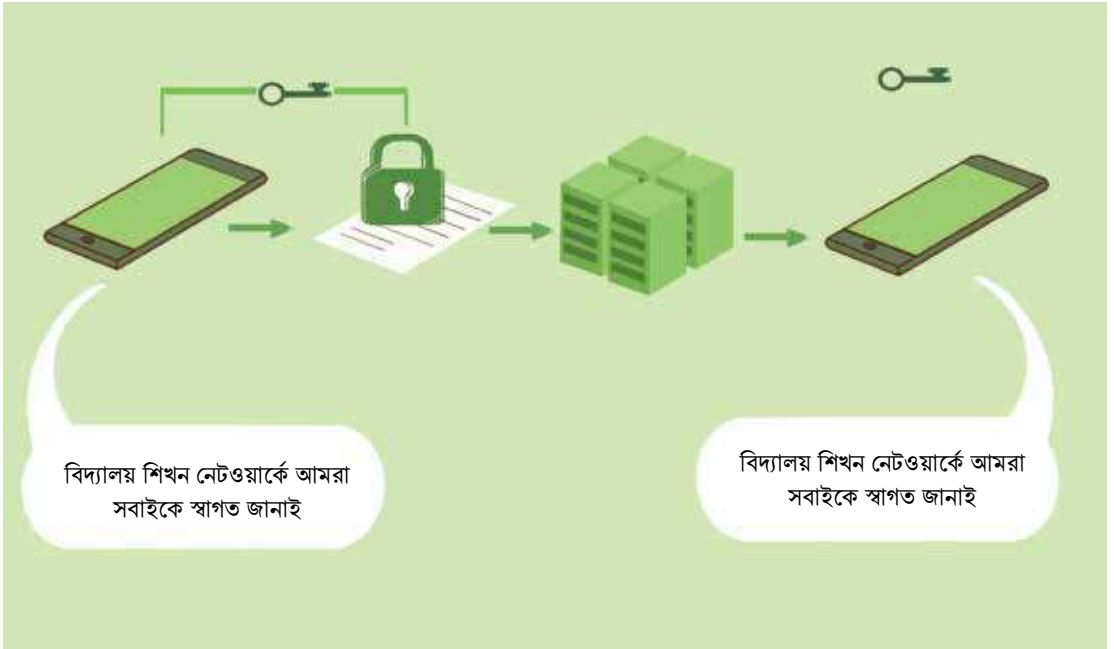 বিদ্যালয় শিখন নেটওয়ার্কে আমরা
সবাইকে স্বাগত জানাই
বিদ্যালয় শিখন নেটওয়ার্কে আমরা
সবাইকে স্বাগত জানাই